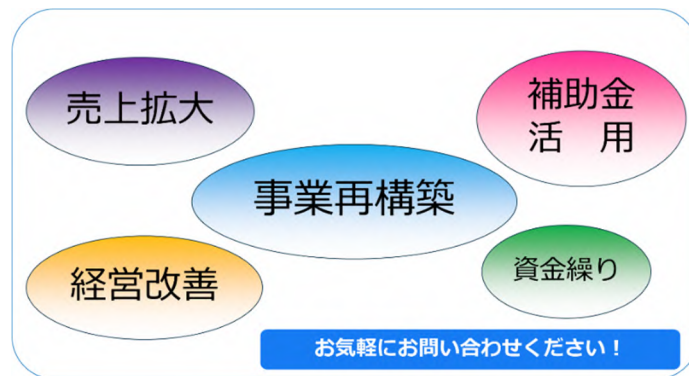 売上拡大
補助金
活　用
事業再構築
経営改善
資金繰り
お気軽にお問い合わせください！